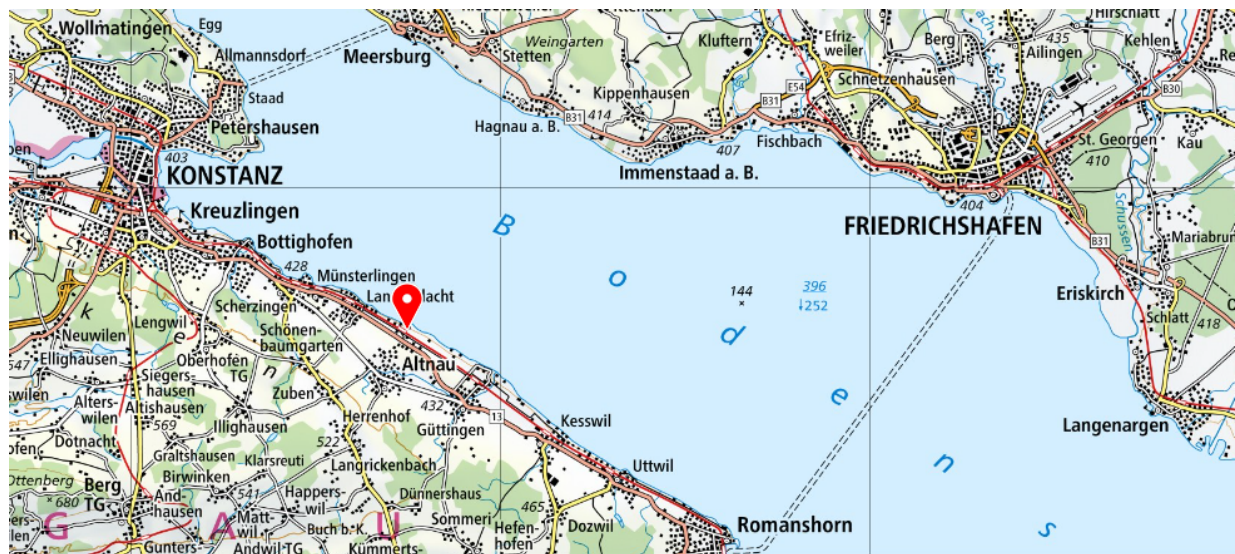 Egg
Wollmatingen
Allmannsdorf
Staad
Petershausen
403
KONSTANZ
Kreuzlingen
Bottighofen
428
Münsterlingen
Scherzingen
Lengwil
Neuwilen
Ellighausen
547
Oberhofen
TG
Schönen-
baumgarten
Altnau
Siegers-
hausen
Alters-
wilen
Altishausen
569
Zuben
Illighausen
Herrenhof
432
Güttingen
13
Kesswil
Dotnacht
Graltshausen
Klarsreuti
522
Langrickenbach
Birwinken
541
Ottenberg
680
Berg
TG
And-
hausen
Matt-
wil
Happers-
wil
Buch b. K.
Andwil TG
Dünnershaus
Sommeri
465
Hefen-
hofen
Dozwil
Uttwil
Romanshorn
G
A
U
Meersburg
Stetten
Weingarten
Hagnau a. B.
B31
414
Kippenhausen
Kluftern
Immenstaad a. B.
407
Fischbach
B31
E54
Efriz-
weiler
Schnetzenhausen
Berg
435
Ailingen
Hirschlatt
Kehlen
B30
St. Georgen
410
Kau
FRIEDRICHSHAFEN
404
Schussen
B31
Mariabrun
Eriskirch
Schlatt
418
Langenargen
B
o
d
e
n
s
144
396
↓252